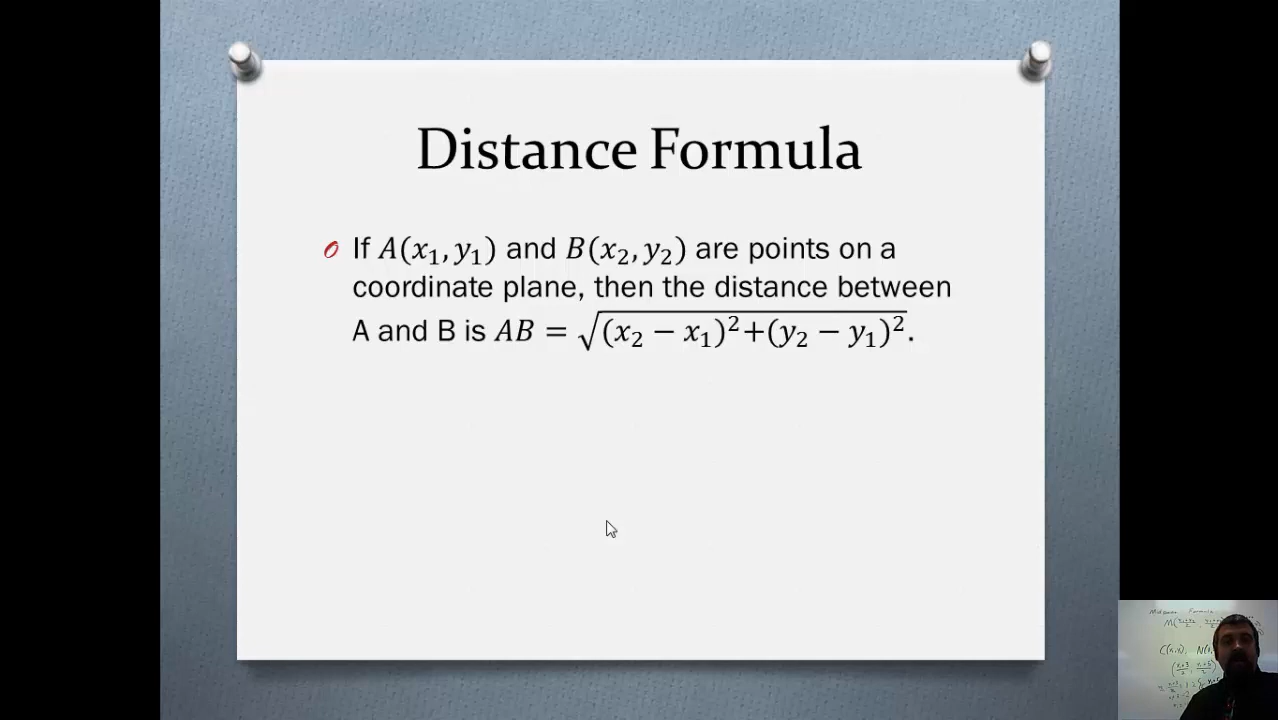 Distance Formula
If A(x₁, y₁) and B(x₂, y₂) are points on a
coordinate plane, then the distance between
A and B is AB = √(x₂ − x₁)²+(y₂ − y₁)².
Formula